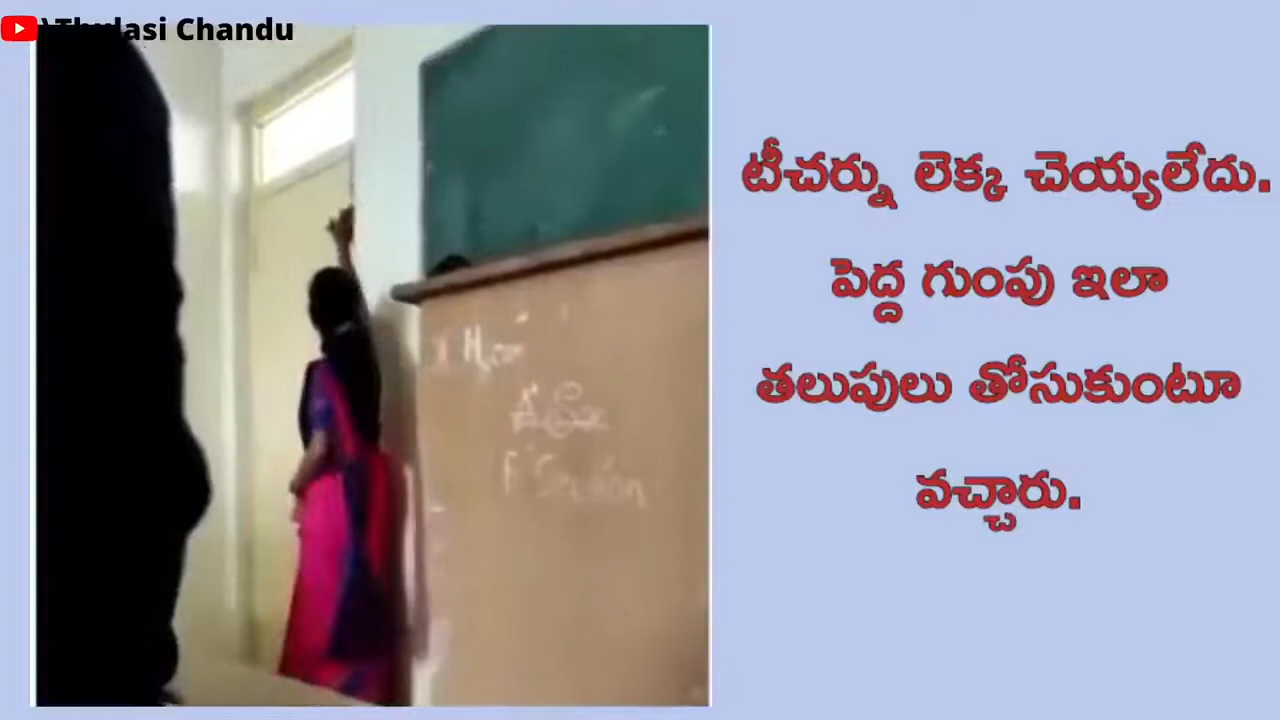 Thulasi Chandu
టీచర్ను లెక్క చెయ్యలేదు.
పెద్ద గుంపు ఇలా
తలుపులు తోసుకుంటూ
వచ్చారు.